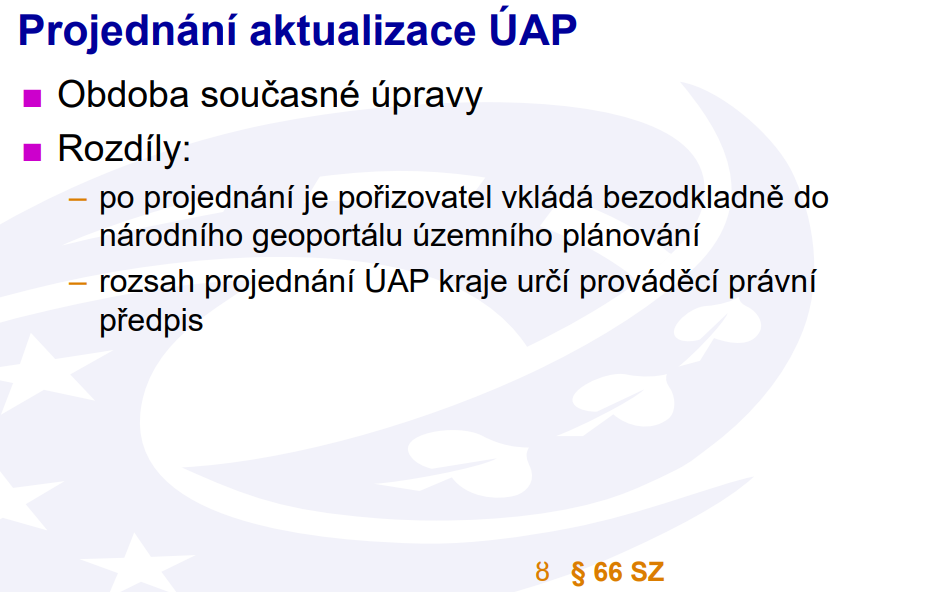 Projednání aktualizace ÚAP
Obdoba současné úpravy
Rozdíly:
– po projednání je pořizovatel vkládá bezodkladně do
národního geoportálu územního plánování
– rozsah projednání ÚAP kraje určí prováděcí právní
předpis
8 § 66 SZ